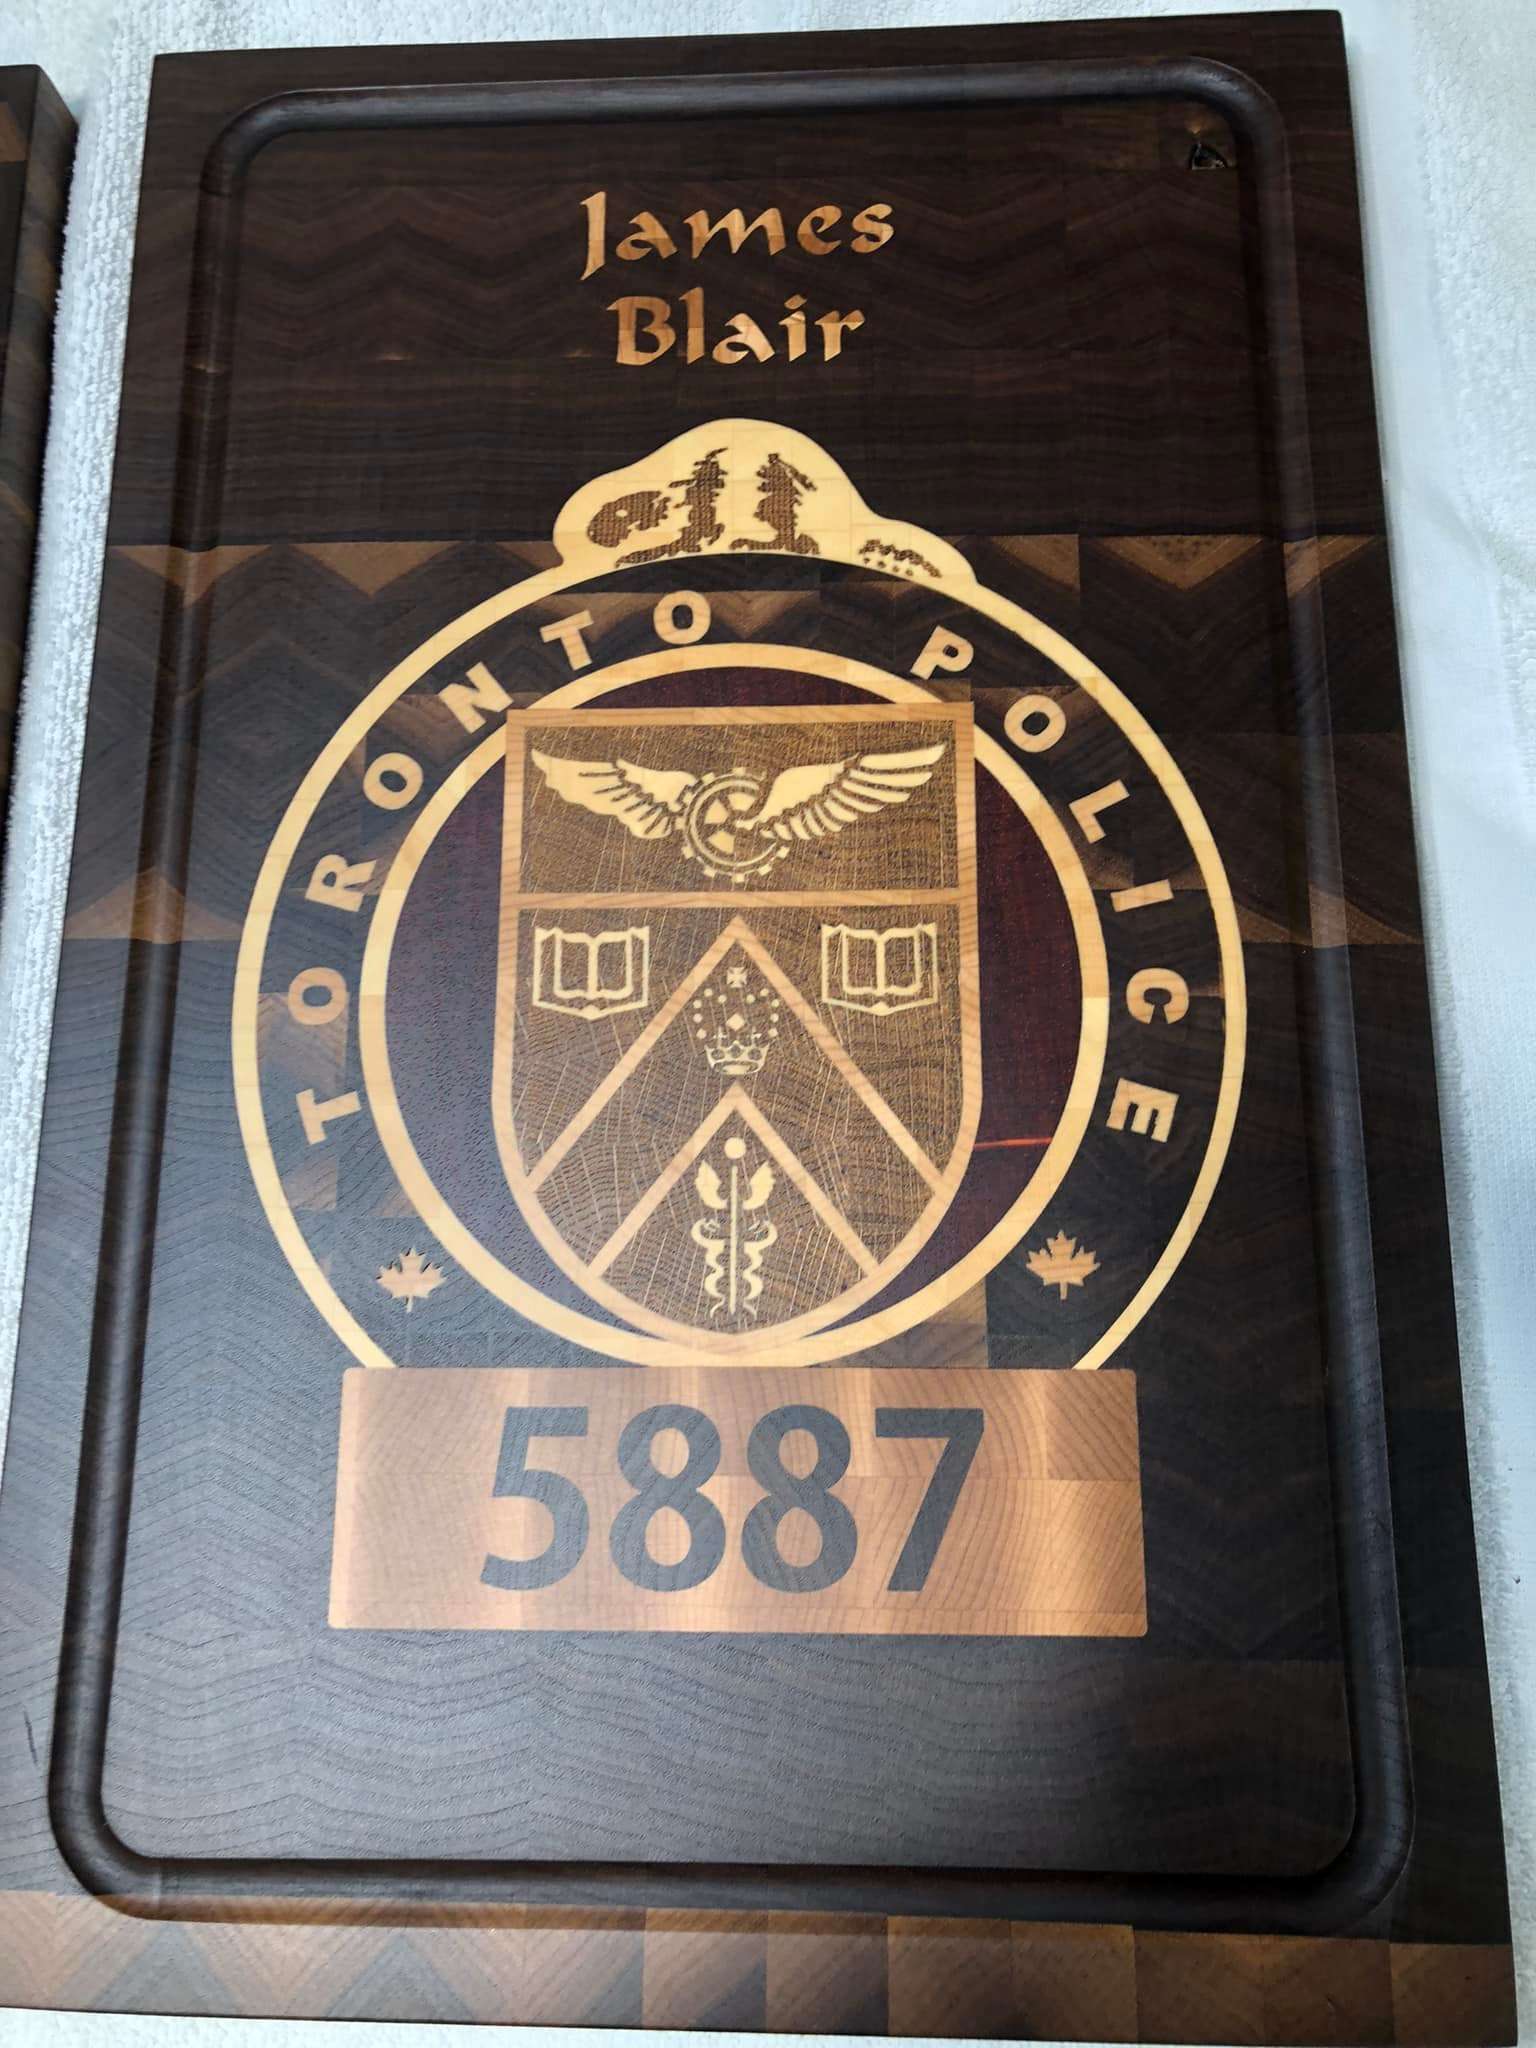 James
Blair
TORONTO POLICE
5887